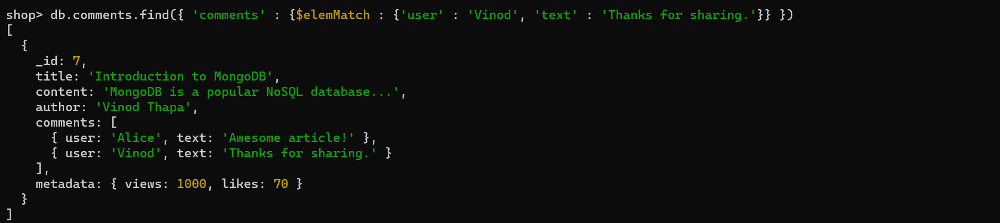 shop> db.comments.find({ 'comments' : {$elemMatch : {'user' : 'Vinod', 'text' : 'Thanks for sharing.'}} })
[
  {
    _id: 7,
    title: 'Introduction to MongoDB',
    content: 'MongoDB is a popular NoSQL database...',
    author: 'Vinod Thapa',
    comments: [
      { user: 'Alice', text: 'Awesome article!' },
      { user: 'Vinod', text: 'Thanks for sharing.' }
    ],
    metadata: { views: 1000, likes: 70 }
  }
]